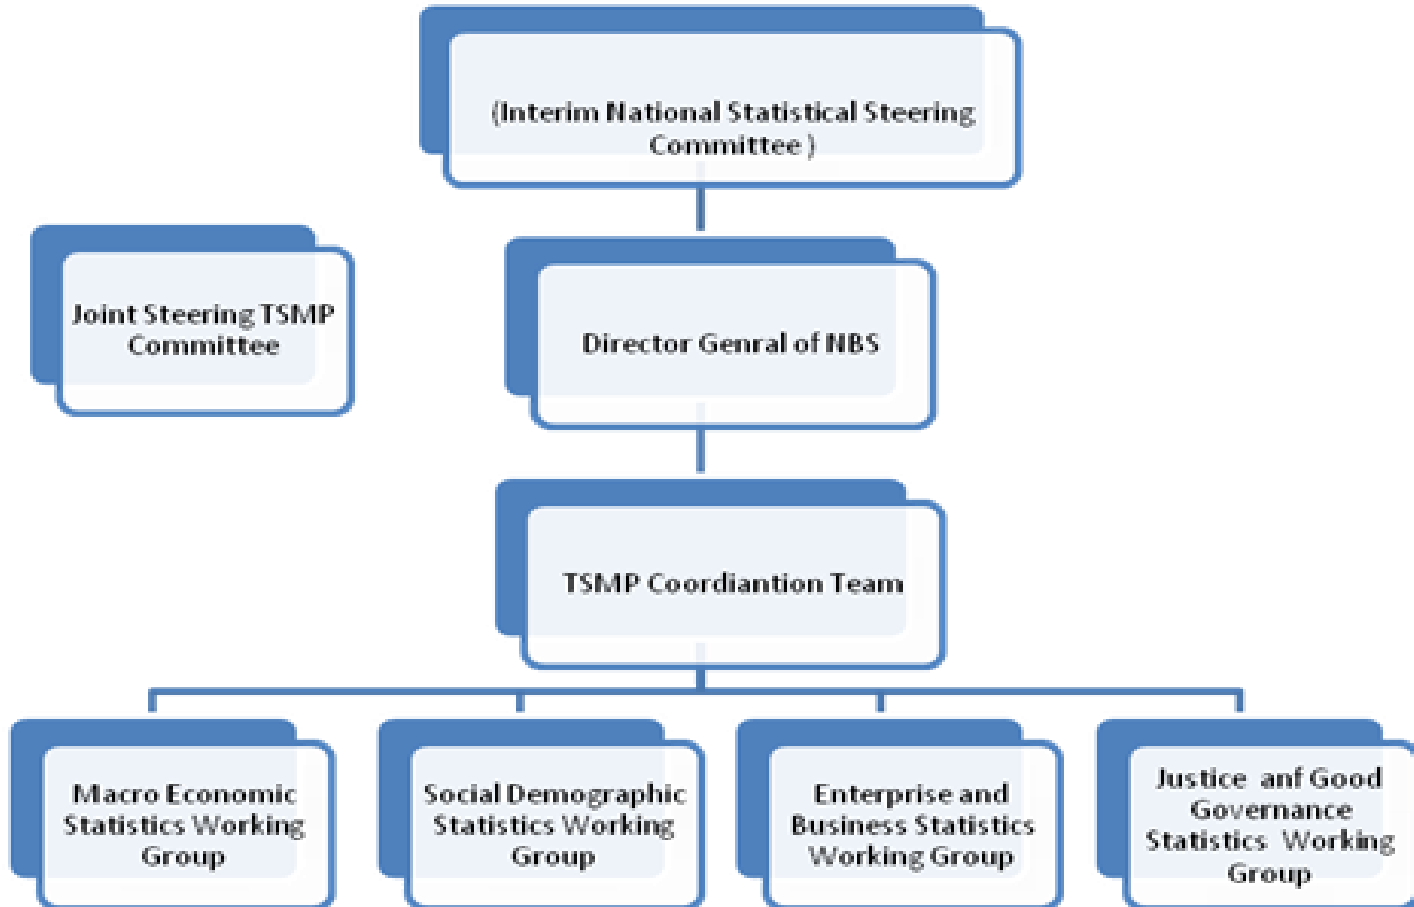 (Interim National Statistical Steering
Committee )
Joint Steering TSMP
Committee
Director Genral of NBS
TSMP Coordiantion Team
Macro Economic
Statistics Working
Group
Social Demographic
Statistics Working
Group
Enterprise and
Business Statistics
Working Group
Justice  anf Good
Governance
Statistics  Working
Group